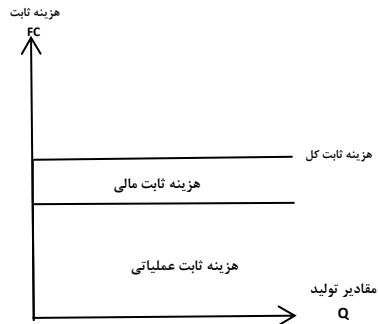 هزینه ثابت
FC
هزینه ثابت کل
هزینه ثابت مالی
هزینه ثابت عملیاتی
مقادیر تولید
Q